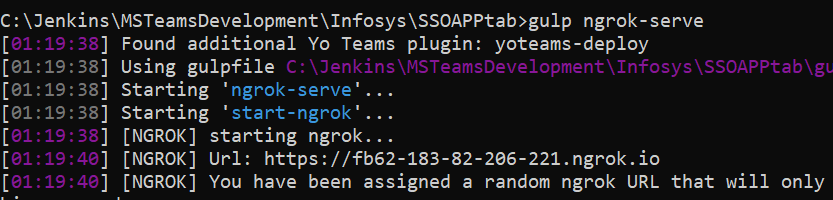 C:\Jenkins\MSTeamsDevelopment\Infosys\SSOAPPtab>gulp ngrok-serve
[01:19:38] Found additional Yo Teams plugin: yoteams-deploy
[01:19:38] Using gulpfile C:\Jenkins\MSTeamsDevelopment\Infosys\SSOAPPtab\gu
[01:19:38] Starting 'ngrok-serve'...
[01:19:38] Starting 'start-ngrok'...
[01:19:38] [NGROK] starting ngrok...
[01:19:40] [NGROK] Url: https://fb62-183-82-206-221.ngrok.io
[01:19:40] [NGROK] You have been assigned a random ngrok URL that will only